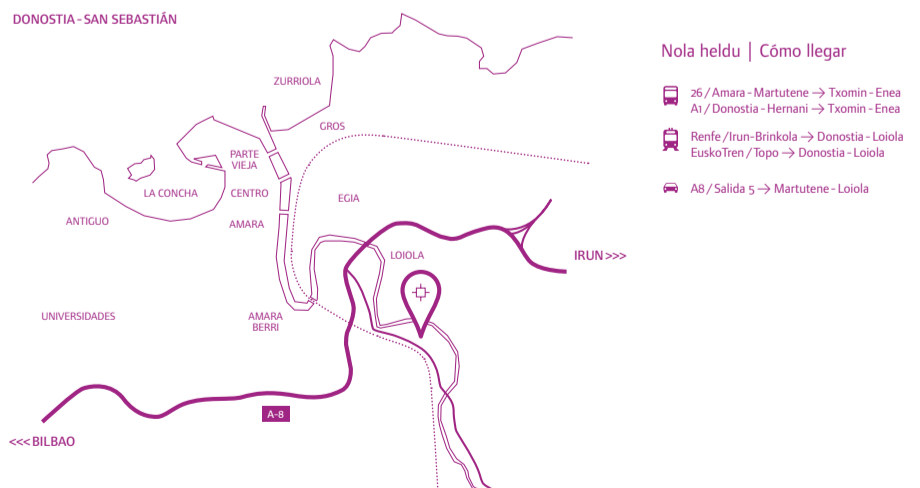 DONOSTIA - SAN SEBASTIÁN
ZURRIOLA
GROS
PARTE
VIEJA
LA CONCHA
CENTRO
EGIA
ANTIGUO
AMARA
LOIOLA
IRUN >>>
UNIVERSIDADES
AMARA
BERRI
A-8
<<< BILBAO
Nola heldu | Cómo llegar
26 / Amara - Martutene → Txomin - Enea
A1 / Donostia - Hernani → Txomin - Enea
Renfe / Irun-Brinkola → Donostia - Loiola
EuskoTren / Topo → Donostia - Loiola
A8 / Salida 5 → Martutene - Loiola